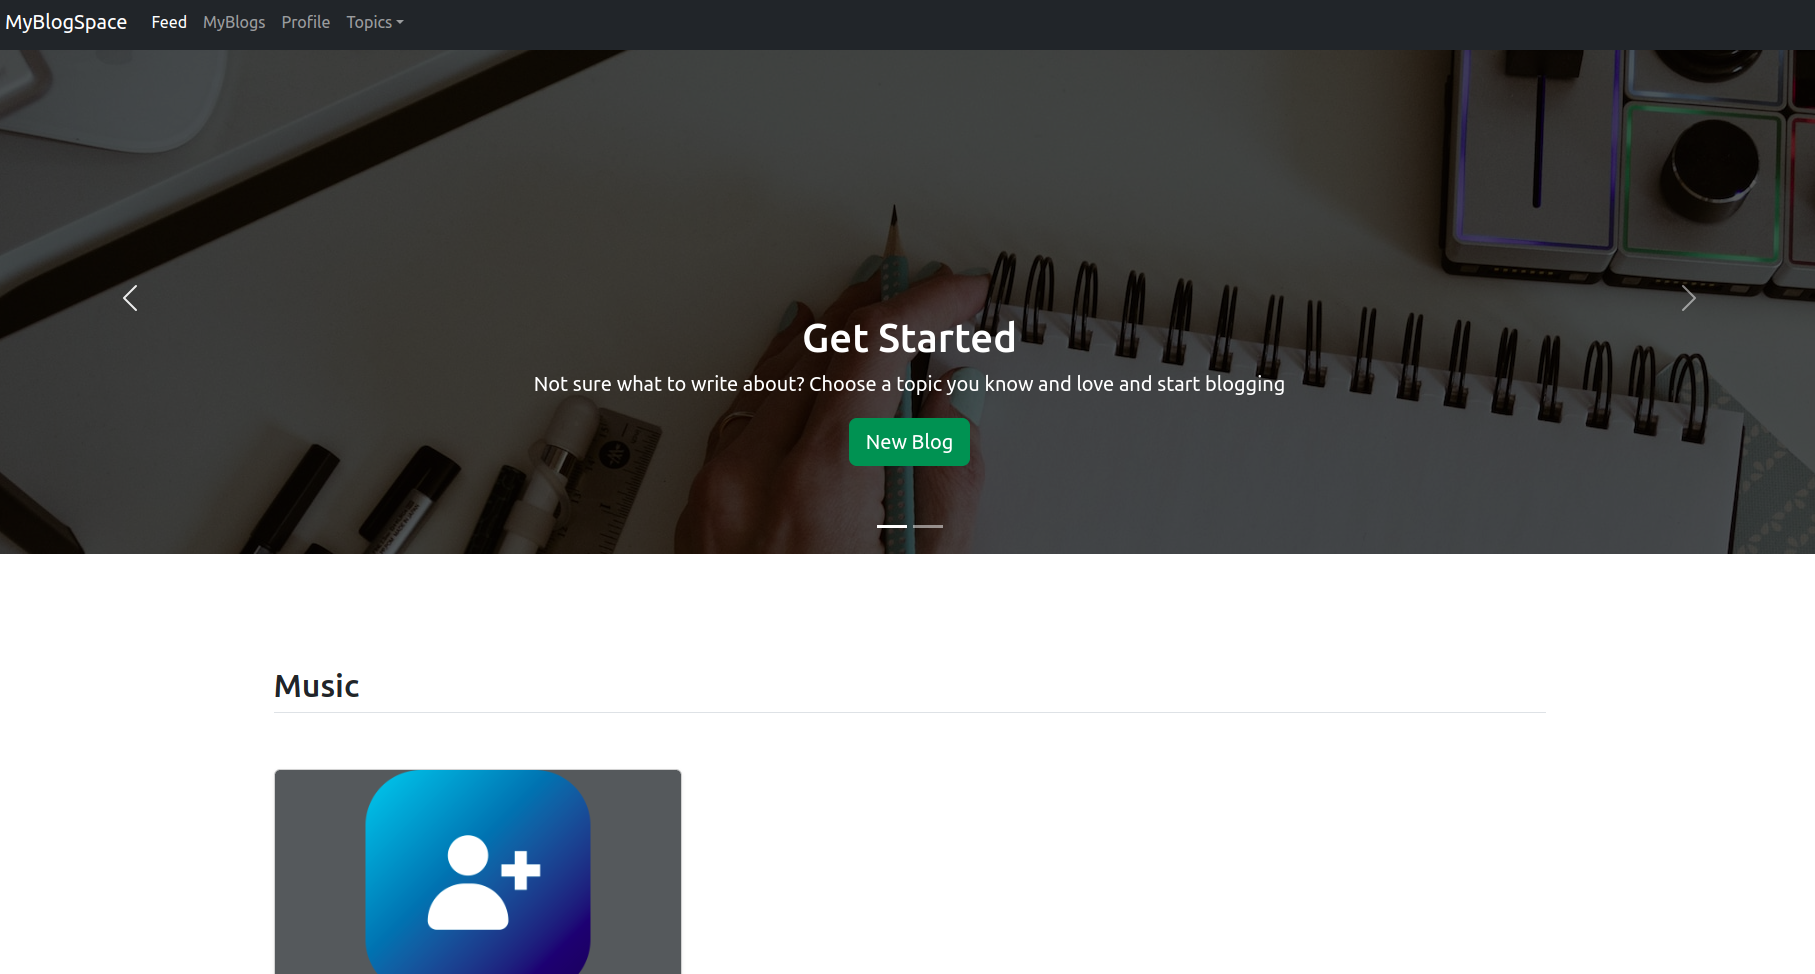 MyBlogSpace Feed MyBlogs Profile Topics
Get Started
Not sure what to write about? Choose a topic you know and love and start blogging
New Blog
Music